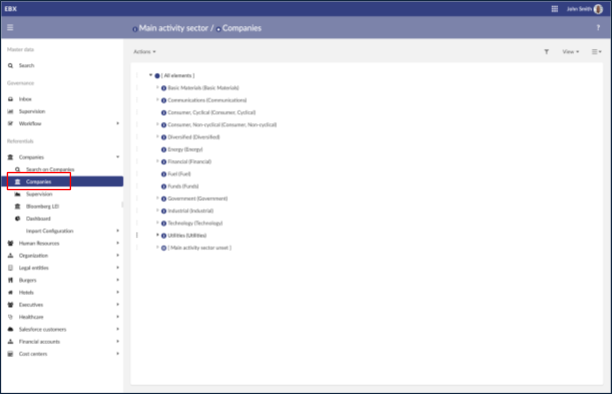 EBX
John Smith
Main activity sector / Companies
?
Master data
Search
Governance
Inbox
Supervision
Workflow
Referentials
Companies
Search on Companies
Companies
Supervision
Bloomberg LEI
Dashboard
Import Configuration
Human Resources
Organization
Legal entities
Burgers
Hotels
Executives
Healthcare
Salesforce customers
Financial accounts
Cost centers
Actions
View
[ All elements ]
Basic Materials (Basic Materials)
Communications (Communications)
Consumer, Cyclical (Consumer, Cyclical)
Consumer, Non-cyclical (Consumer, Non-cyclical)
Diversified (Diversified)
Energy (Energy)
Financial (Financial)
Fuel (Fuel)
Funds (Funds)
Government (Government)
Industrial (Industrial)
Technology (Technology)
Utilities (Utilities)
[ Main activity sector unset ]